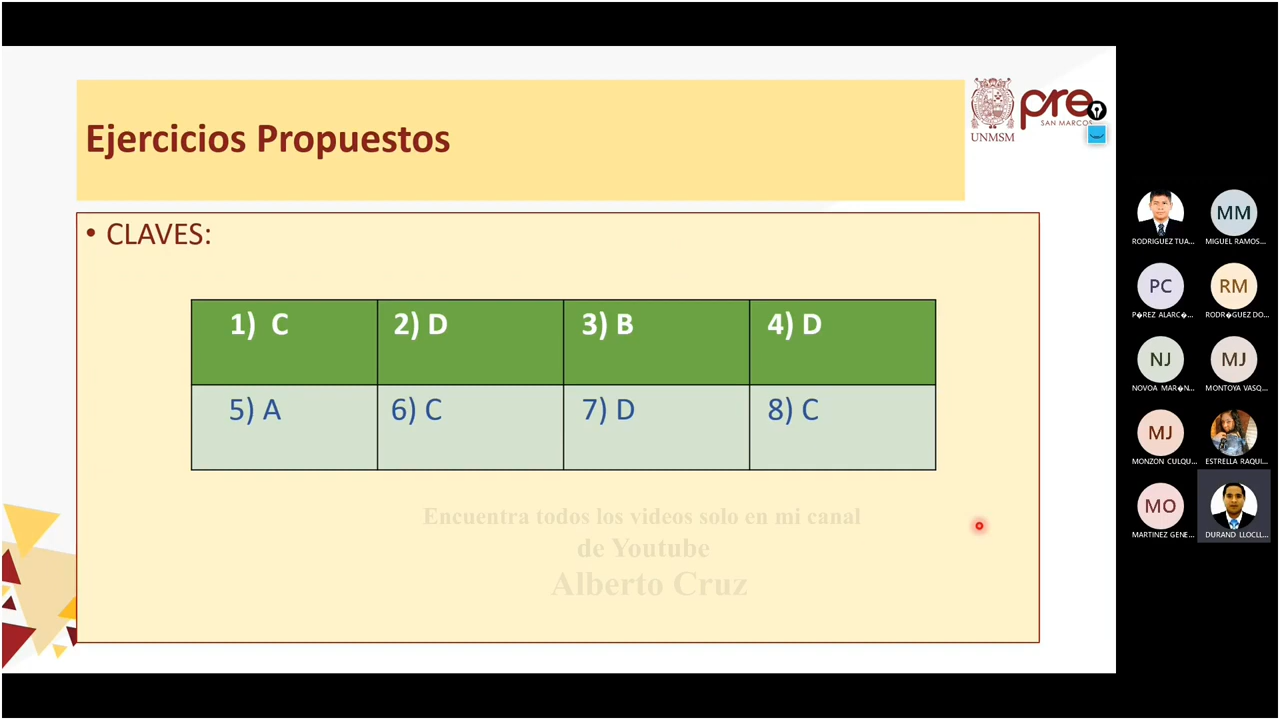 Ejercicios Propuestos
UNMSM
pre
SAN MARCOS
• CLAVES:
1) C 2) D 3) B 4) D
5) A 6) C 7) D 8) C
Encuentra todos los videos solo en mi canal
de Youtube
Alberto Cruz
RODRIGUEZ TUA... MM MIGUEL RAMOS...
PC P�REZ ALARC�... RM RODR�GUEZ DO...
NJ NOVOA MAR�N... MJ MONTOYA VASQ...
MJ MONZON CULQU... ESTRELLA RAQUI...
MO MARTINEZ GENE... DURAND LLOCLL...